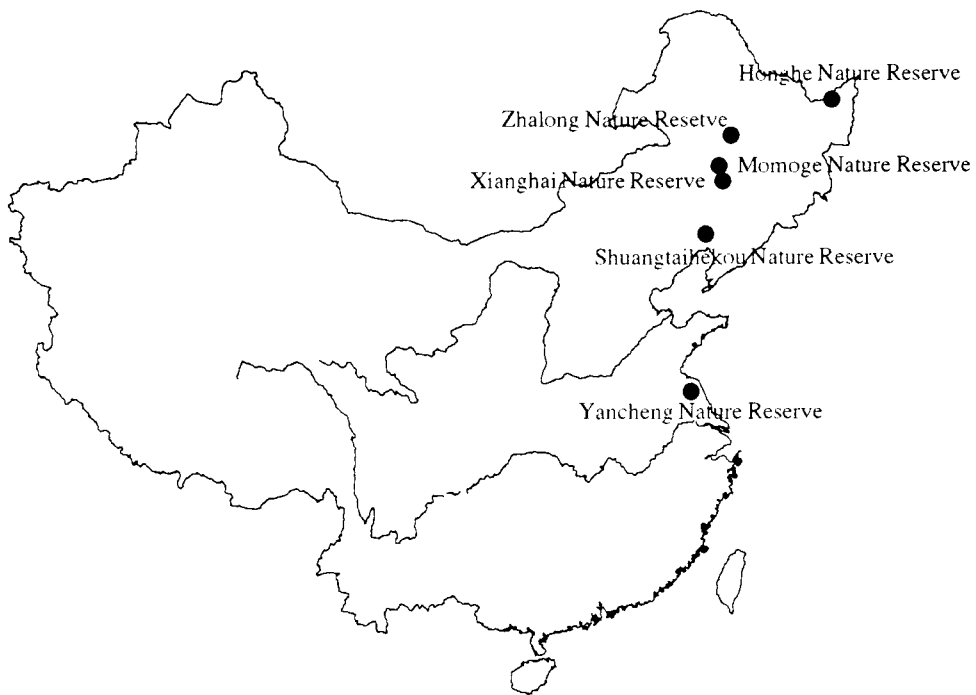 Honghe Nature Reserve
Zhalong Nature Resetve
Momoge Nature Reserve
Xianghai Nature Reserve
Shuangtaihekou Nature Reserve
Yancheng Nature Reserve